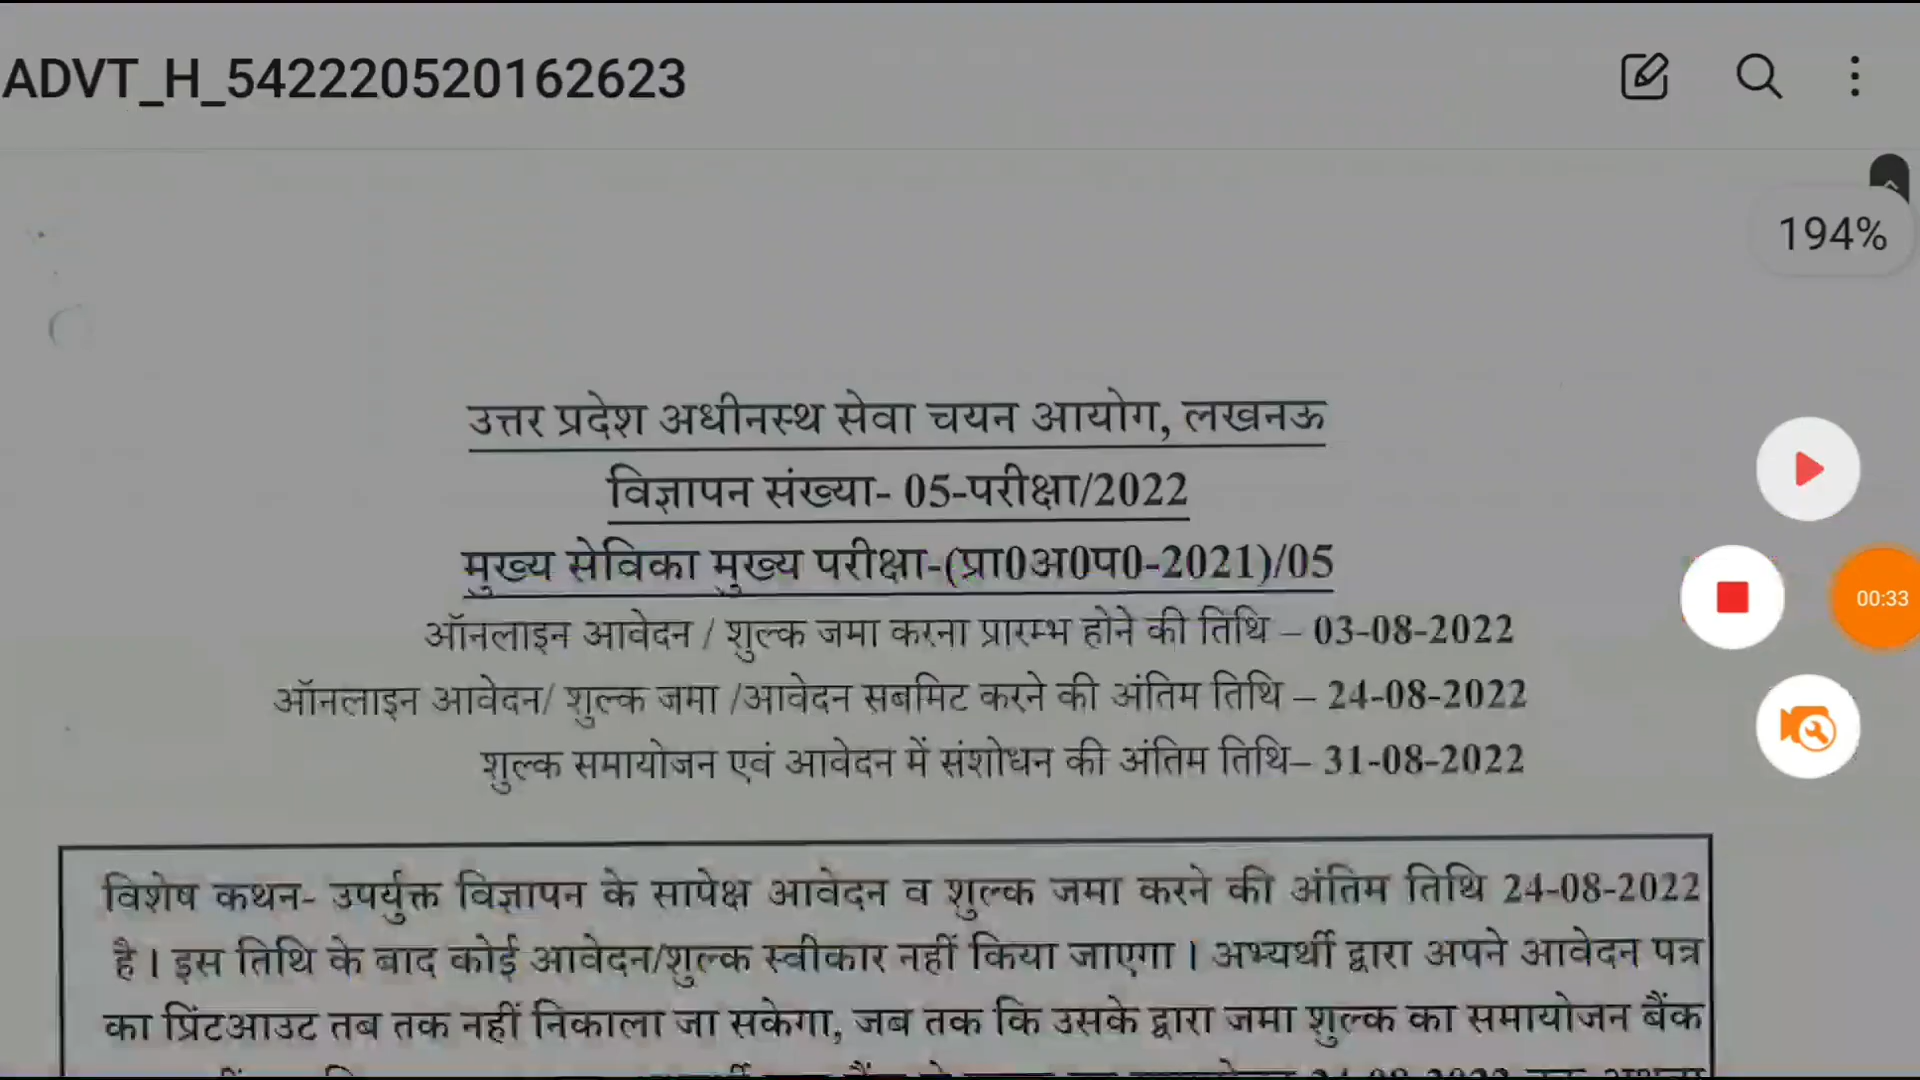 ADVT_H_542220520162623
194%
उत्तर प्रदेश अधीनस्थ सेवा चयन आयोग, लखनऊ
विज्ञापन संख्या- 05-परीक्षा/2022
मुख्य सेविका मुख्य परीक्षा-(प्रा0अ0प0-2021)/05
ऑनलाइन आवेदन / शुल्क जमा करना प्रारम्भ होने की तिथि – 03-08-2022
00:33
ऑनलाइन आवेदन/ शुल्क जमा /आवेदन सबमिट करने की अंतिम तिथि – 24-08-2022
शुल्क समायोजन एवं आवेदन में संशोधन की अंतिम तिथि– 31-08-2022
विशेष कथन- उपर्युक्त विज्ञापन के सापेक्ष आवेदन व शुल्क जमा करने की अंतिम तिथि 24-08-2022
है। इस तिथि के बाद कोई आवेदन/शुल्क स्वीकार नहीं किया जाएगा। अभ्यर्थी द्वारा अपने आवेदन पत्र
का प्रिंटआउट तब तक नहीं निकाला जा सकेगा, जब तक कि उसके द्वारा जमा शुल्क का समायोजन बैंक